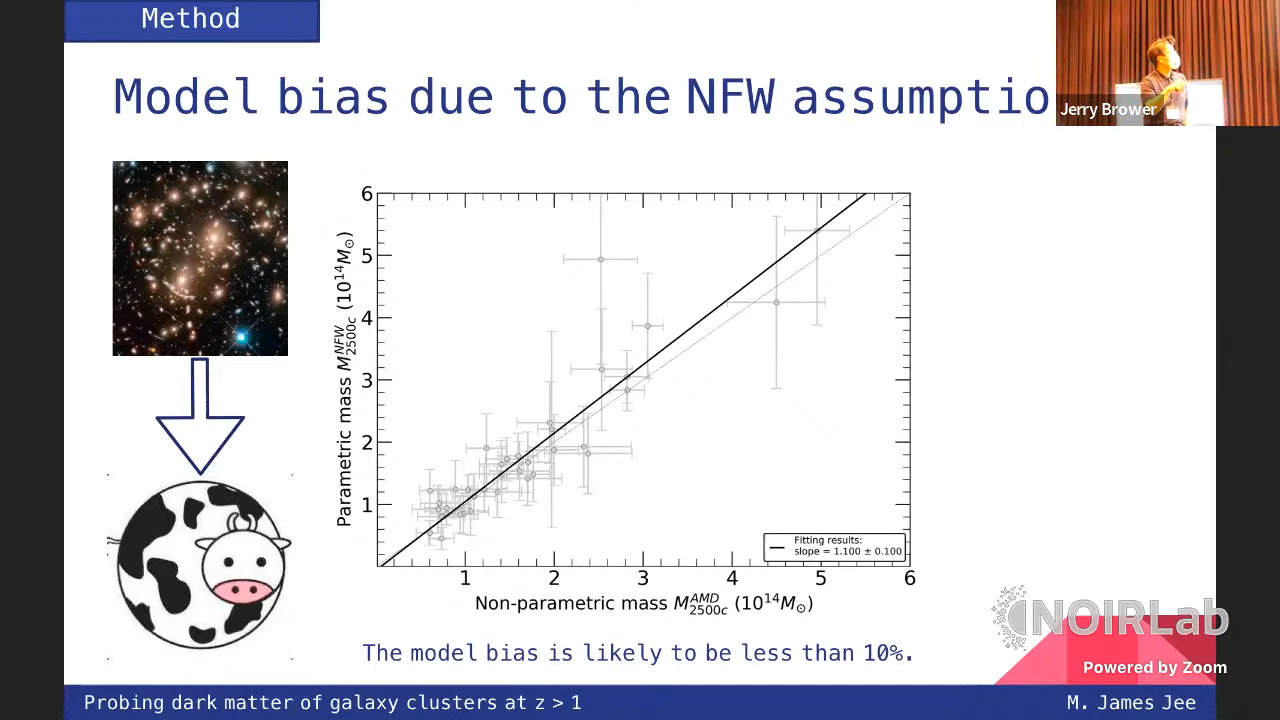 Method
Model bias due to the NFW assumptio
Jerry Brower
6
5
4
3
2
1
Parametric mass M^{NFW}_{2500c} (10^{14}M_⊙)
Fitting results:
slope = 1.100 ± 0.100
1 2 3 4 5 6
Non-parametric mass M^{AMD}_{2500c} (10^{14}M_⊙)
NOIRLab
The model bias is likely to be less than 10%.
Powered by Zoom
Probing dark matter of galaxy clusters at z > 1
M. James Jee